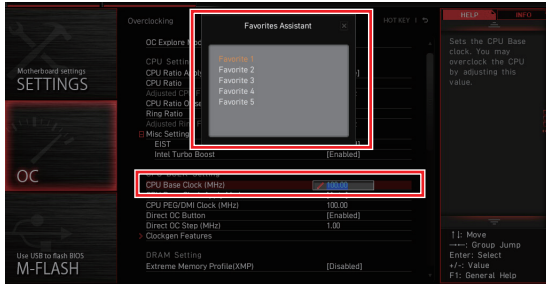 Overclocking
HOT KEY
HELP
INFO
Favorites Assistant
Favorite 1
Favorite 2
Favorite 3
Favorite 4
Favorite 5
Motherboard settings
SETTINGS
OC
Use USB to flash BIOS
M-FLASH
OC Explore
CPU
CPU Ratio
CPU Ratio
Adjusted
CPU Ratio
Ring Ratio
Adjusted
Misc Setting
EIST
Intel Turbo Boost [Enabled]
CPU Base Clock (MHz) 100.00
CPU PEG/DMI Clock (MHz) 100.00
Direct OC Button [Enabled]
Direct OC Step (MHz) 1.00
Clockgen Features
DRAM Setting
Extreme Memory Profile(XMP) [Disabled]
Sets the CPU Base
clock. You may
overclock the CPU
by adjusting this
value.
↑↓: Move
: Group Jump
Enter: Select
+/-: Value
F1: General Help